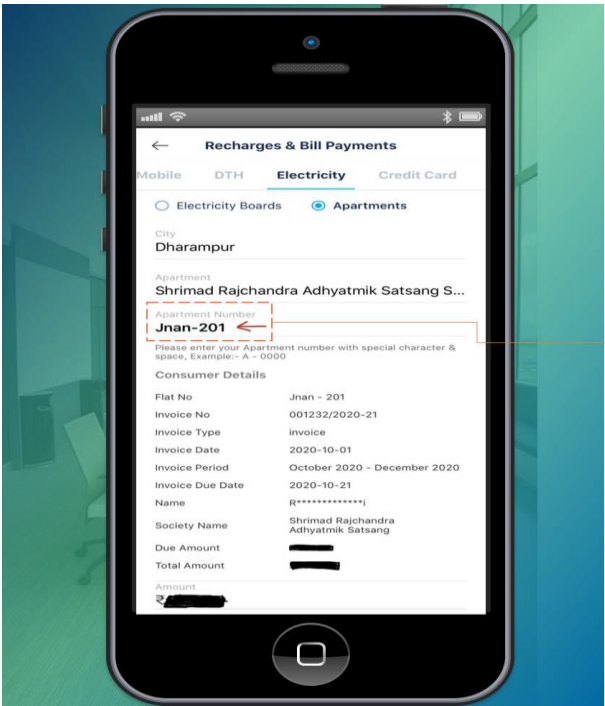 Recharges & Bill Payments
Mobile DTH Electricity Credit Card
Electricity Boards Apartments
City
Dharampur
Apartment
Shrimad Rajchandra Adhyatmik Satsang S...
Apartment Number
Jnan-201
Please enter your Apartment number with special character &
space, Example:- A - 0000
Consumer Details
Flat No Jnan - 201
Invoice No 001232/2020-21
Invoice Type invoice
Invoice Date 2020-10-01
Invoice Period October 2020 - December 2020
Invoice Due Date 2020-10-21
Name R*************i
Society Name Shrimad Rajchandra
Adhyatmik Satsang
Due Amount
Total Amount
Amount
₹